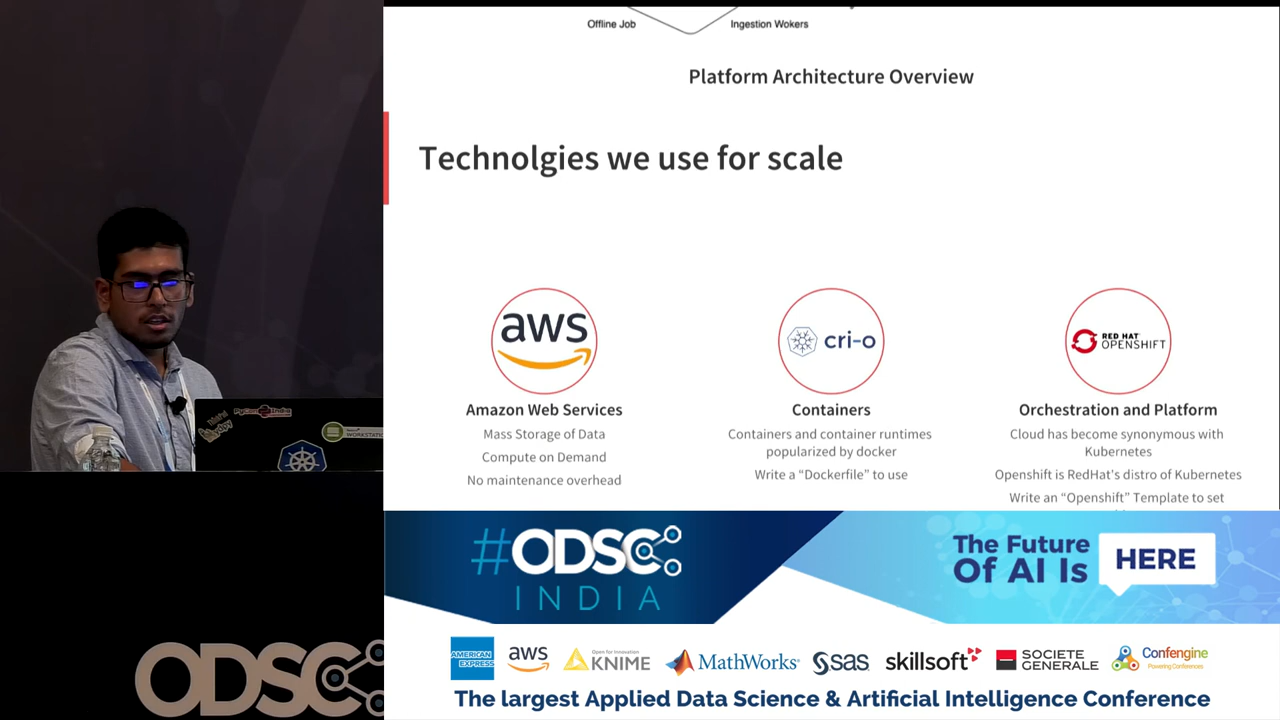 Offline Job
Ingestion Wokers
Platform Architecture Overview
Technolgies we use for scale
aws
cri-o
RED HAT
OPENSHIFT
Amazon Web Services
Mass Storage of Data
Compute on Demand
No maintenance overhead
Containers
Containers and container runtimes
popularized by docker
Write a “Dockerfile” to use
Orchestration and Platform
Cloud has become synonymous with
Kubernetes
Openshift is RedHat's distro of Kubernetes
Write an “Openshift” Template to set
WORKSTATIO
ODSC
#ODSC
INDIA
The Future
Of AI Is
HERE
AMERICAN
EXPRESS
aws
Open for Innovation
KNIME
MathWorks®
sas
skillsoft
SOCIETE
GENERALE
Confengine
Powering Conferences
The largest Applied Data Science & Artificial Intelligence Conference